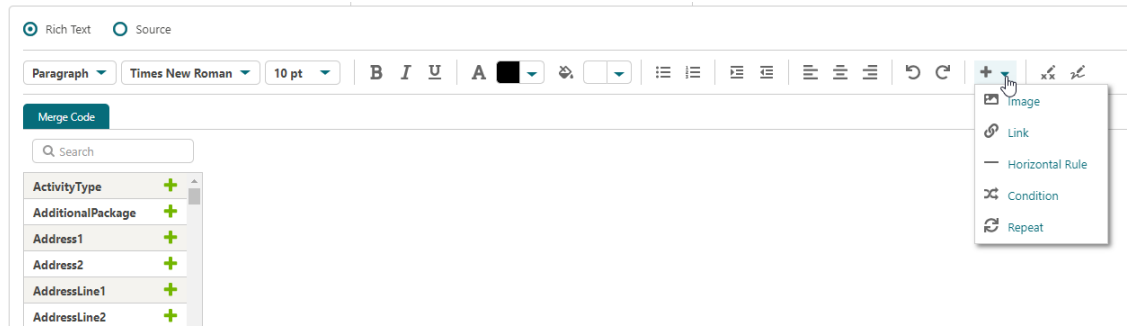 Rich Text Source
Paragraph Times New Roman 10 pt B I U A
Image
Merge Code
Link
Search
Horizontal Rule
ActivityType
Condition
AdditionalPackage
Repeat
Address1
Address2
AddressLine1
AddressLine2